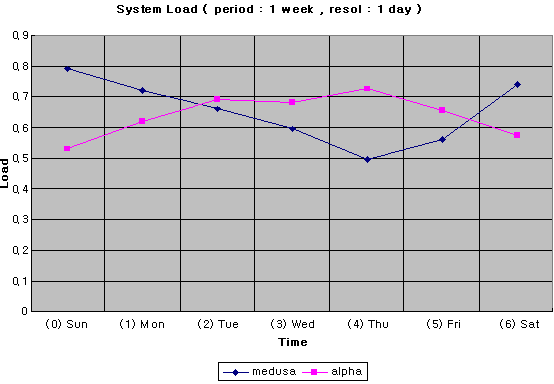 System Load ( period : 1 week , resol : 1 day )
0,9
0,8
0,7
0,6
0,5
0,4
0,3
0,2
0,1
0
Load
(0) Sun (1) Mon (2) Tue (3) Wed (4) Thu (5) Fri (6) Sat
Time
medusa alpha